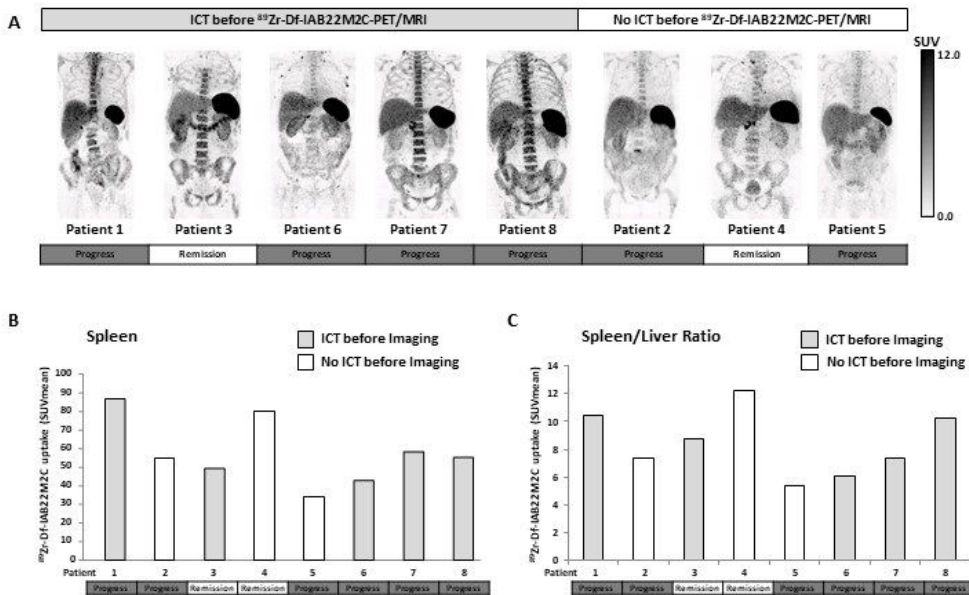 A
ICT before ⁸⁹Zr-Df-IAB22M2C-PET/MRI No ICT before ⁸⁹Zr-Df-IAB22M2C-PET/MRI
SUV
12.0
0.0
Patient 1 Patient 3 Patient 6 Patient 7 Patient 8 Patient 2 Patient 4 Patient 5
Progress Remission Progress Progress Progress Progress Remission Progress
B
Spleen
ICT before Imaging
No ICT before Imaging
⁸⁹Zr-Df-IAB22M2C uptake (SUVmean)
100
90
80
70
60
50
40
30
20
10
0
Patient 1 2 3 4 5 6 7 8
Progress Progress Remission Remission Progress Progress Progress Progress
C
Spleen/Liver Ratio
ICT before Imaging
No ICT before Imaging
⁸⁹Zr-Df-IAB22M2C uptake (SUVmean)
14
12
10
8
6
4
2
0
Patient 1 2 3 4 5 6 7 8
Progress Progress Remission Remission Progress Progress Progress Progress